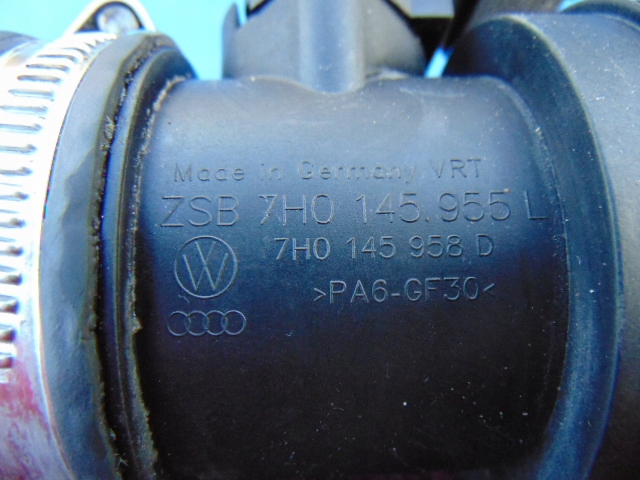 Made in Germany VRT
ZSB 7H0 145.955 L
7H0 145 958 D
>PA6-GF30<